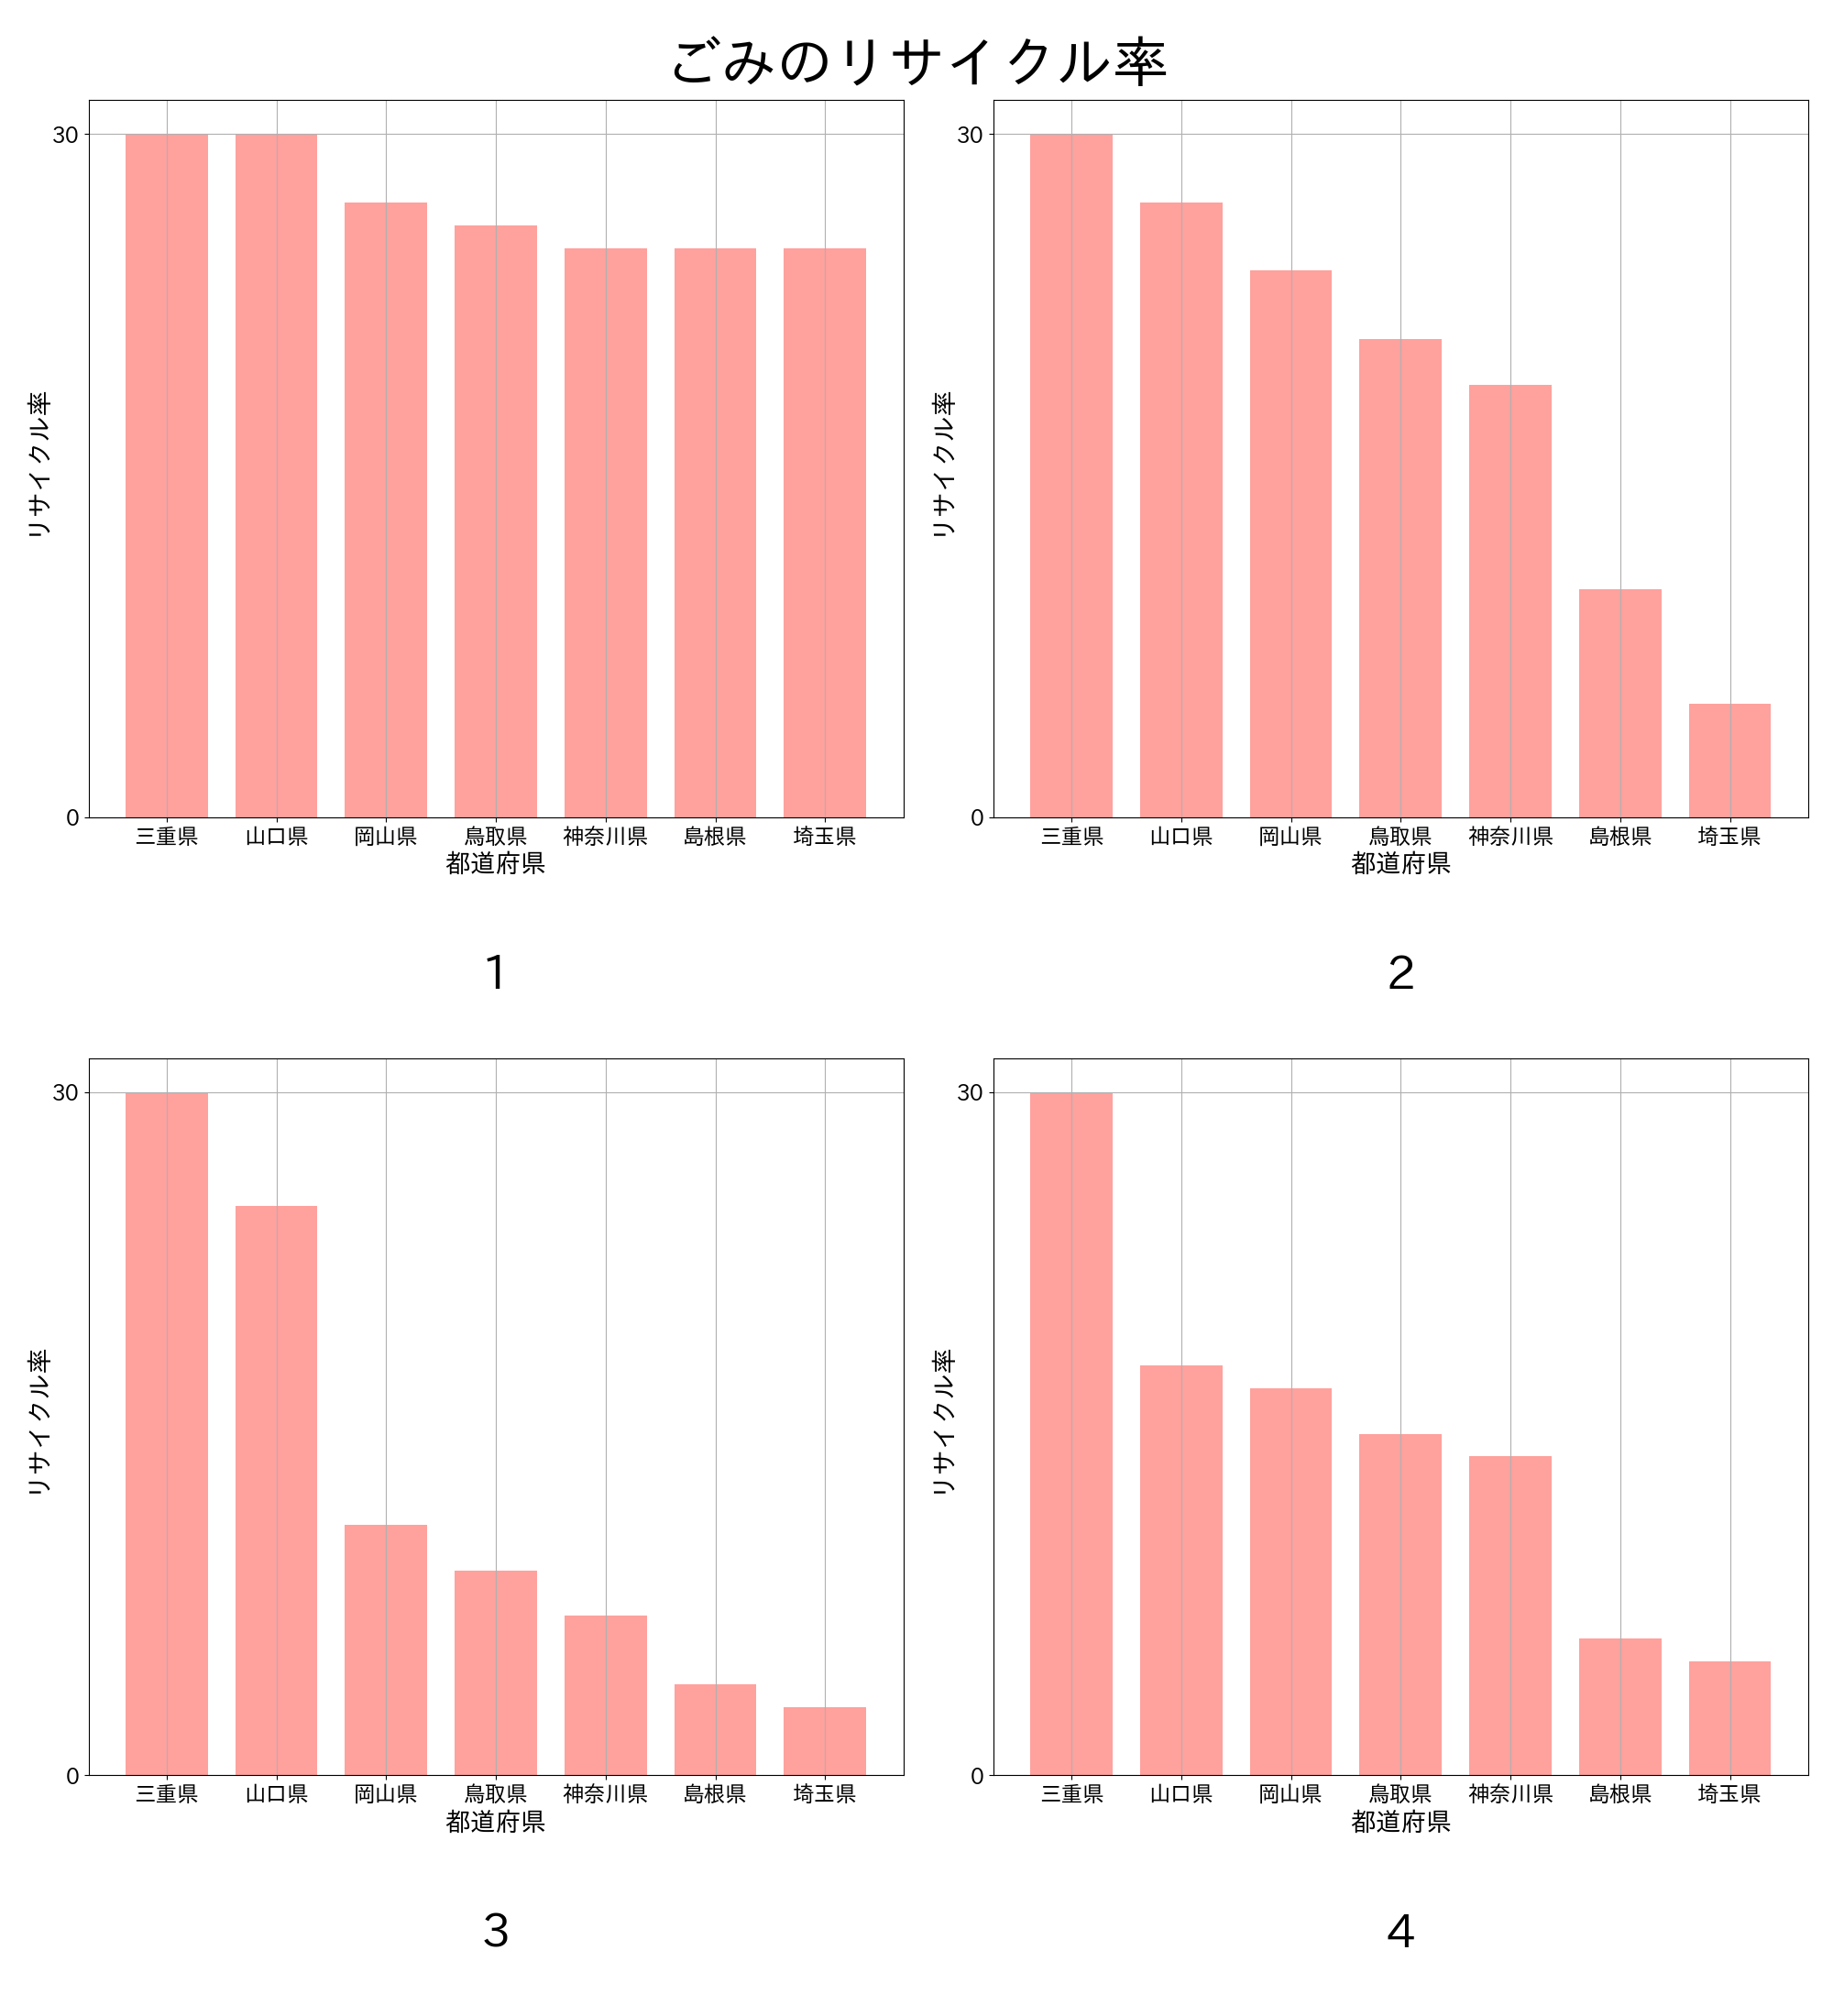 ごみのリサイクル率
30
0
リサイクル率
三重県 山口県 岡山県 鳥取県 神奈川県 島根県 埼玉県
都道府県
1
30
0
リサイクル率
三重県 山口県 岡山県 鳥取県 神奈川県 島根県 埼玉県
都道府県
2
30
0
リサイクル率
三重県 山口県 岡山県 鳥取県 神奈川県 島根県 埼玉県
都道府県
3
30
0
リサイクル率
三重県 山口県 岡山県 鳥取県 神奈川県 島根県 埼玉県
都道府県
4